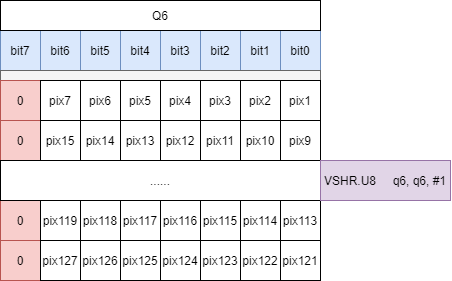 Q6
bit7 bit6 bit5 bit4 bit3 bit2 bit1 bit0
0 pix7 pix6 pix5 pix4 pix3 pix2 pix1
0 pix15 pix14 pix13 pix12 pix11 pix10 pix9
...... VSHR.U8 q6, q6, #1
0 pix119 pix118 pix117 pix116 pix115 pix114 pix113
0 pix127 pix126 pix125 pix124 pix123 pix122 pix121